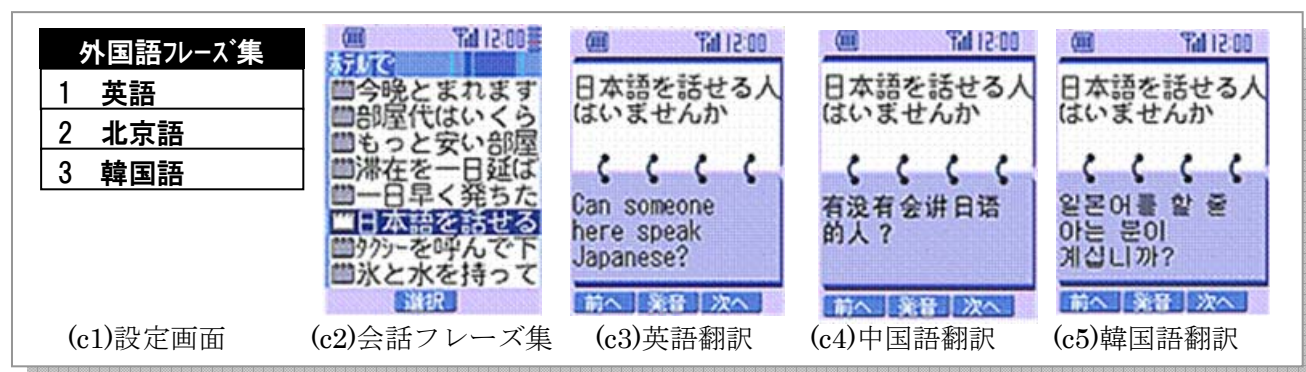 外国語フレーズ集
1 英語
2 北京語
3 韓国語
12:00
ホテルで
今晩とまれます
部屋代はいくら
もっと安い部屋
滞在を一日延ば
一日早く発ちた
日本語を話せる
タクシーを呼んで下
氷と水を持って
選択
12:00
日本語を話せる人
はいませんか
Can someone
here speak
Japanese?
前へ 発音 次へ
12:00
日本語を話せる人
はいませんか
有没有会讲日语
的人？
前へ 発音 次へ
12:00
日本語を話せる人
はいませんか
일본어를 할 줄
아는 분이
계십니까?
前へ 発音 次へ
(c1)設定画面 (c2)会話フレーズ集 (c3)英語翻訳 (c4)中国語翻訳 (c5)韓国語翻訳